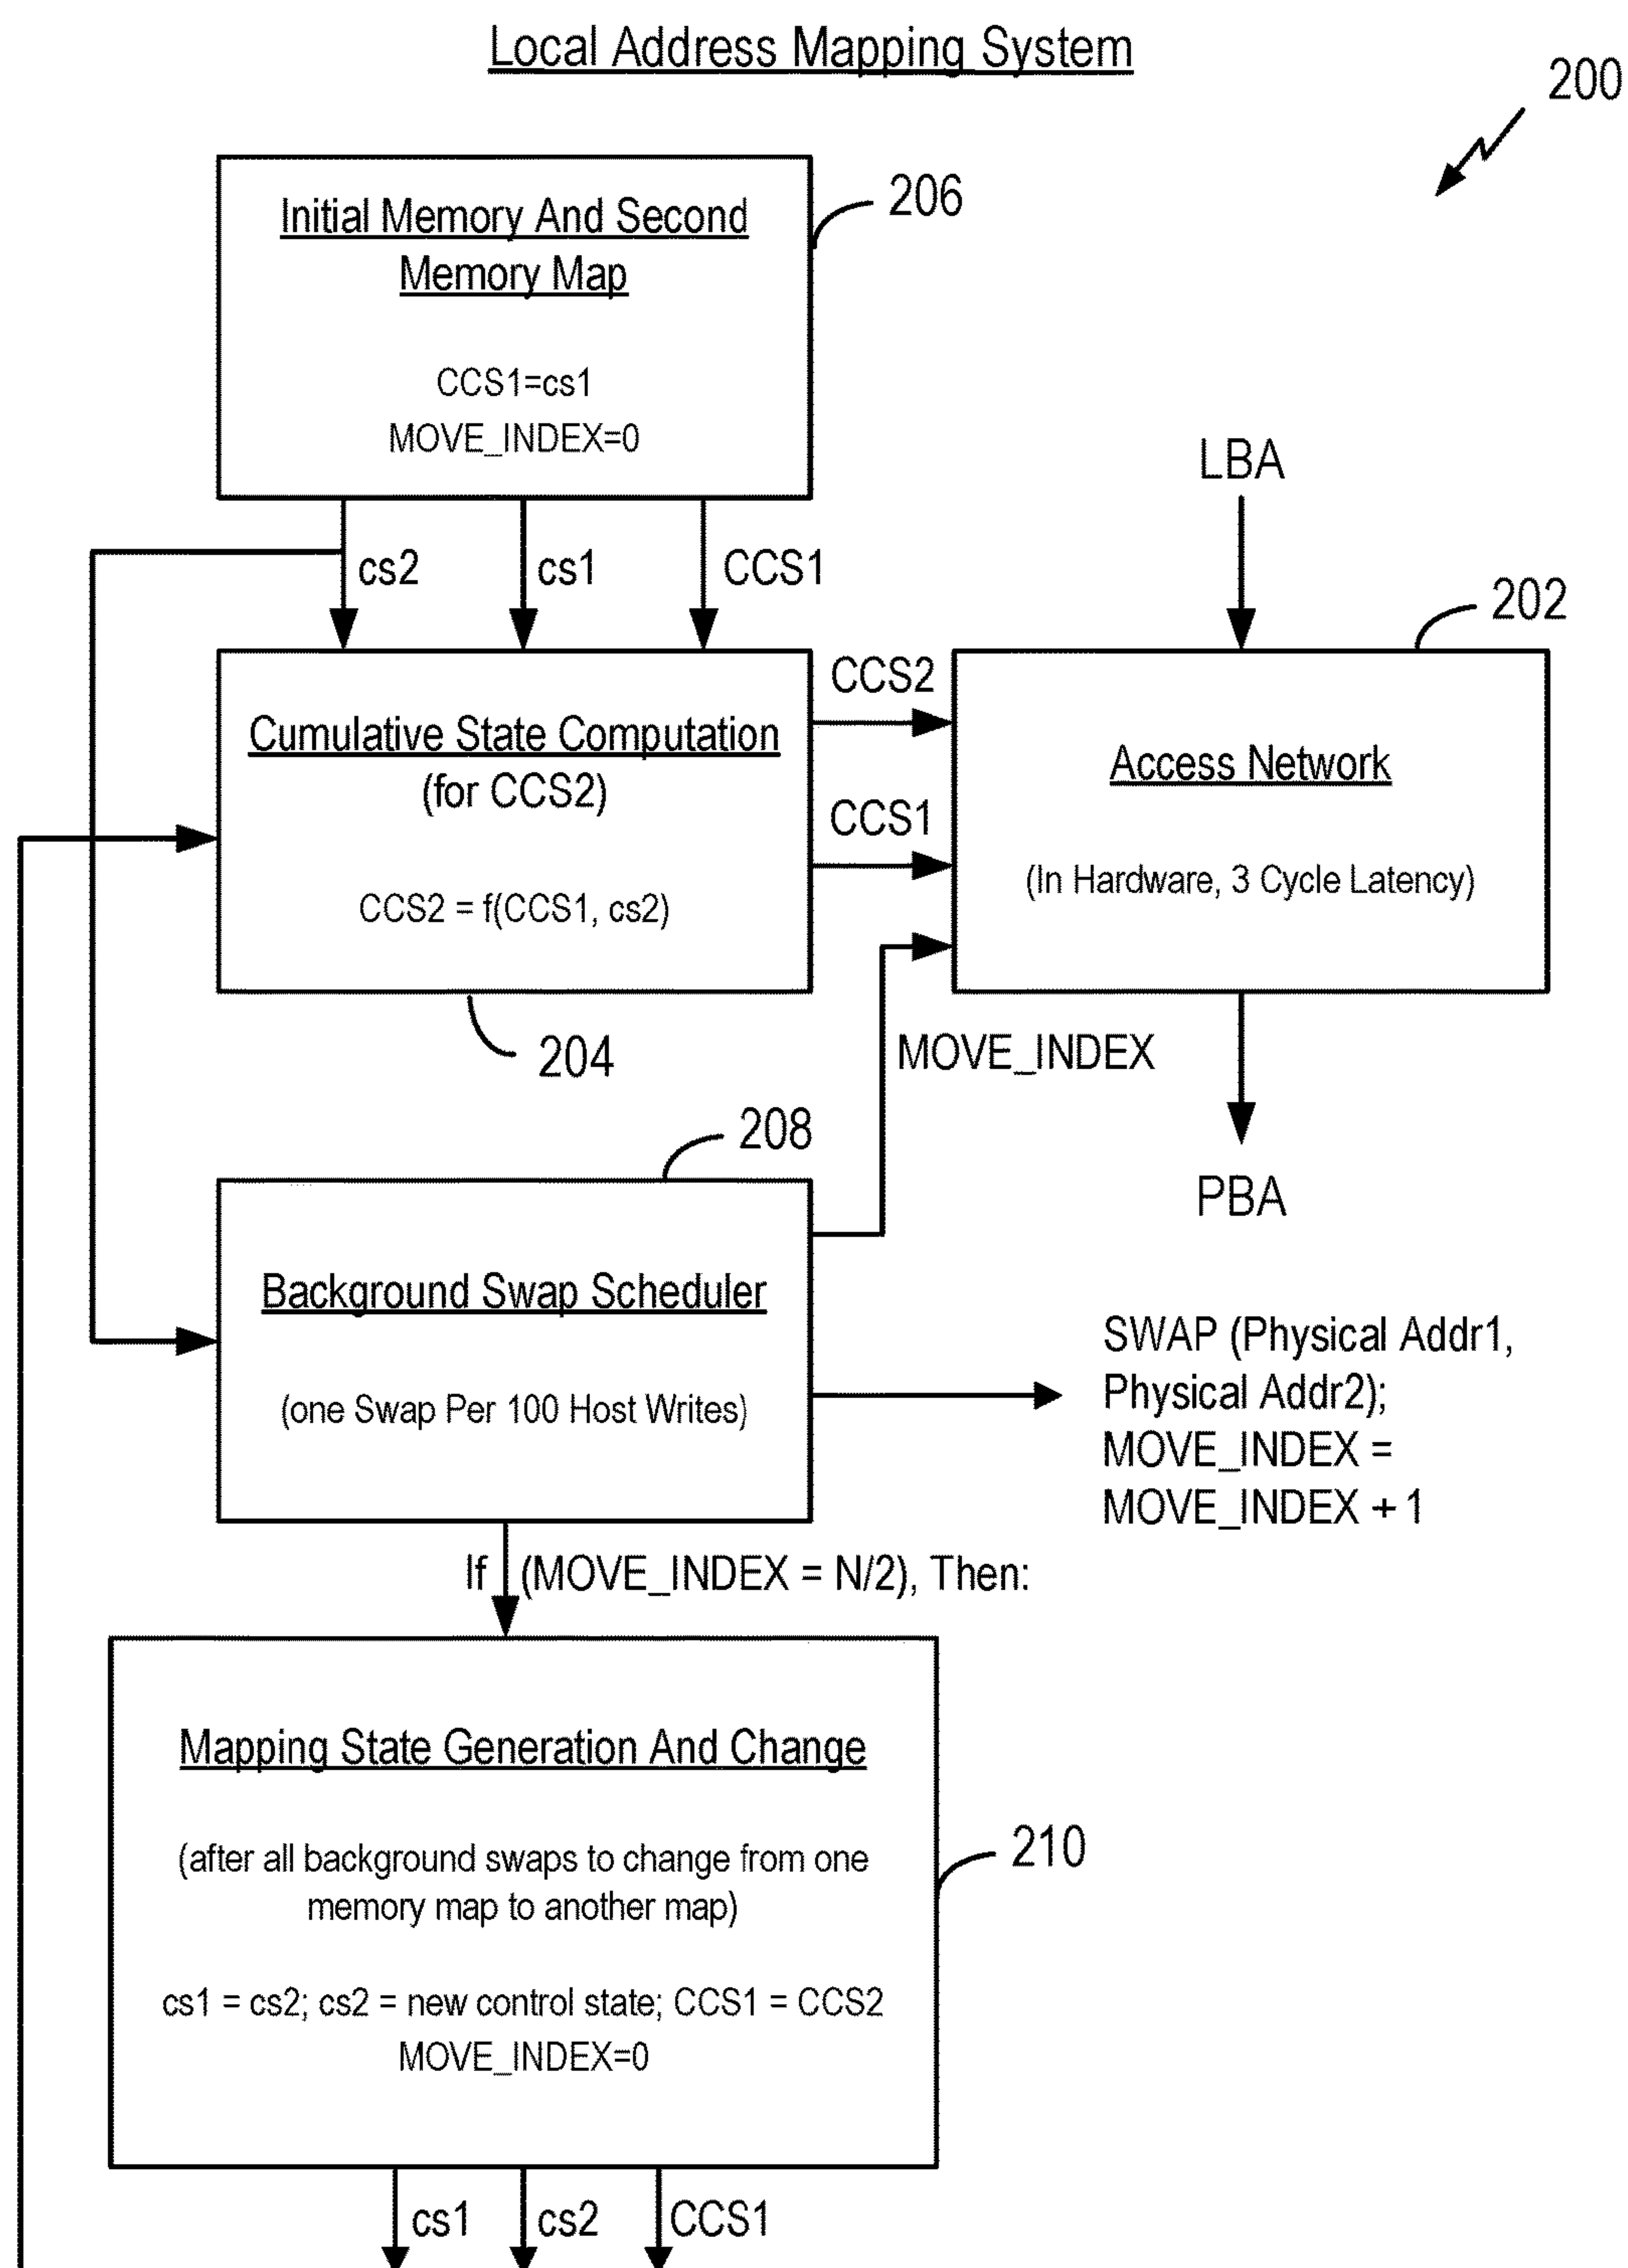 Local Address Mapping System
200
Initial Memory And Second
Memory Map
206
CCS1=cs1
MOVE_INDEX=0
LBA
cs2
cs1
CCS1
202
Cumulative State Computation
(for CCS2)
CCS2 = f(CCS1, cs2)
CCS2
CCS1
Access Network
(In Hardware, 3 Cycle Latency)
204
MOVE_INDEX
208
PBA
Background Swap Scheduler
(one Swap Per 100 Host Writes)
SWAP (Physical Addr1,
Physical Addr2);
MOVE_INDEX =
MOVE_INDEX + 1
If (MOVE_INDEX = N/2), Then:
Mapping State Generation And Change
(after all background swaps to change from one
memory map to another map)
210
cs1 = cs2; cs2 = new control state; CCS1 = CCS2
MOVE_INDEX=0
cs1
cs2
CCS1